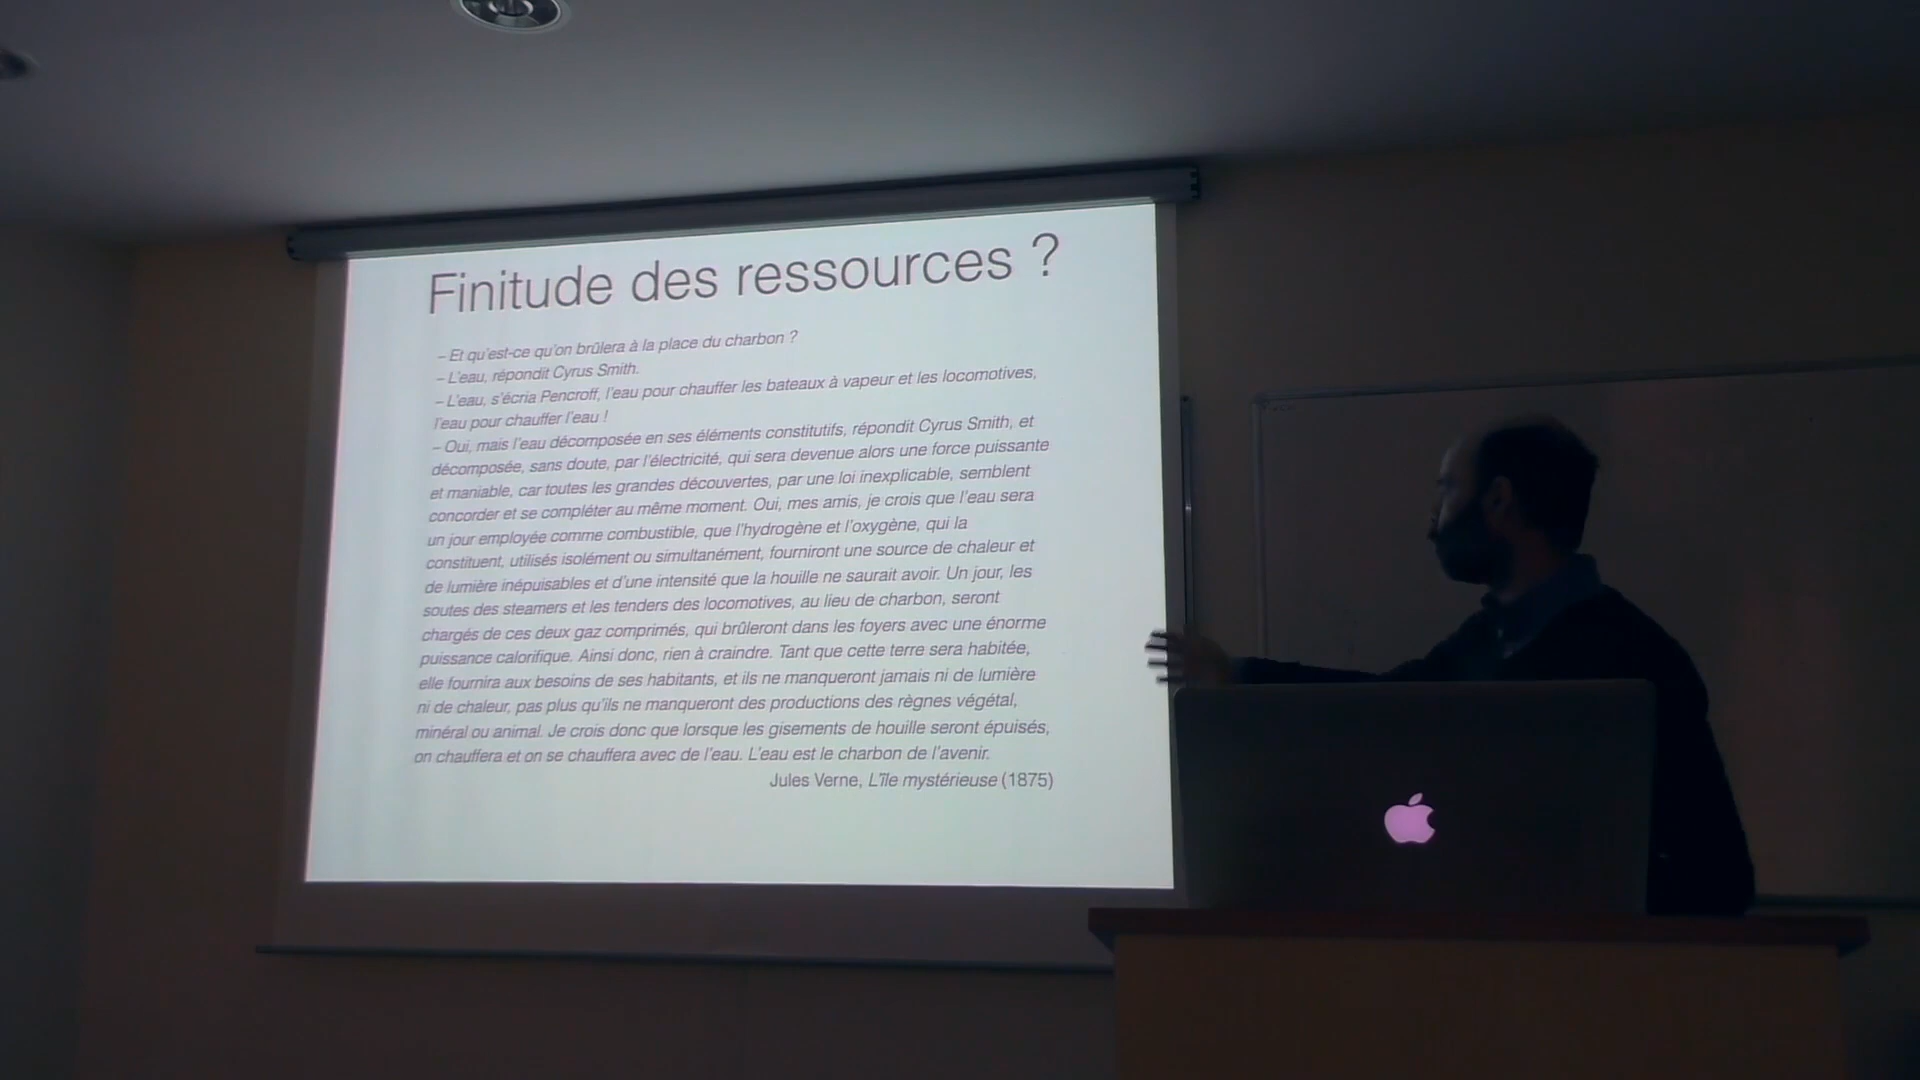 Finitude des ressources ?
– Et qu'est-ce qu'on brûlera à la place du charbon ?
– L'eau, répondit Cyrus Smith.
– L'eau, s'écria Pencroff, l'eau pour chauffer les bateaux à vapeur et les locomotives,
l'eau pour chauffer l'eau !
– Oui, mais l'eau décomposée en ses éléments constitutifs, répondit Cyrus Smith, et
décomposée, sans doute, par l'électricité, qui sera devenue alors une force puissante
et maniable, car toutes les grandes découvertes, par une loi inexplicable, semblent
concorder et se compléter au même moment. Oui, mes amis, je crois que l'eau sera
un jour employée comme combustible, que l'hydrogène et l'oxygène, qui la
constituent, utilisés isolément ou simultanément, fourniront une source de chaleur et
de lumière inépuisables et d'une intensité que la houille ne saurait avoir. Un jour, les
soutes des steamers et les tenders des locomotives, au lieu de charbon, seront
chargés de ces deux gaz comprimés, qui brûleront dans les foyers avec une énorme
puissance calorifique. Ainsi donc, rien à craindre. Tant que cette terre sera habitée,
elle fournira aux besoins de ses habitants, et ils ne manqueront jamais ni de lumière
ni de chaleur, pas plus qu'ils ne manqueront des productions des règnes végétal,
minéral ou animal. Je crois donc que lorsque les gisements de houille seront épuisés,
on chauffera et on se chauffera avec de l'eau. L'eau est le charbon de l'avenir.
Jules Verne, L'île mystérieuse (1875)